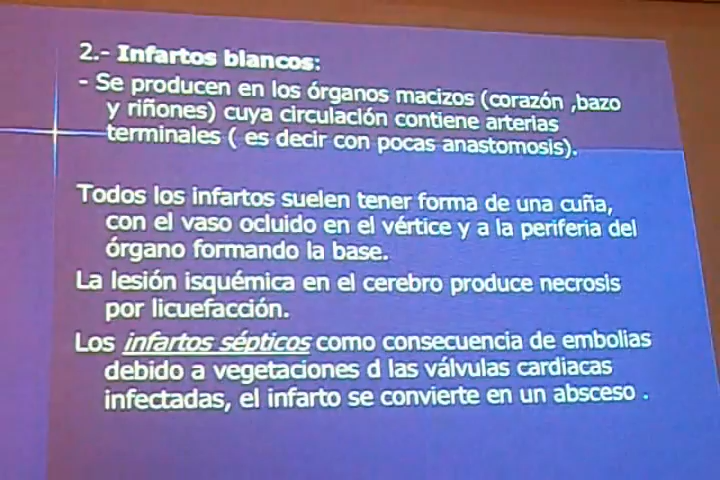 2.- Infartos blancos:
- Se producen en los órganos macizos (corazón ,bazo
y riñones) cuya circulación contiene arterias
terminales ( es decir con pocas anastomosis).
Todos los infartos suelen tener forma de una cuña,
con el vaso ocluido en el vértice y a la periferia del
órgano formando la base.
La lesión isquémica en el cerebro produce necrosis
por licuefacción.
Los infartos sépticos como consecuencia de embolias
debido a vegetaciones d las válvulas cardiacas
infectadas, el infarto se convierte en un absceso .